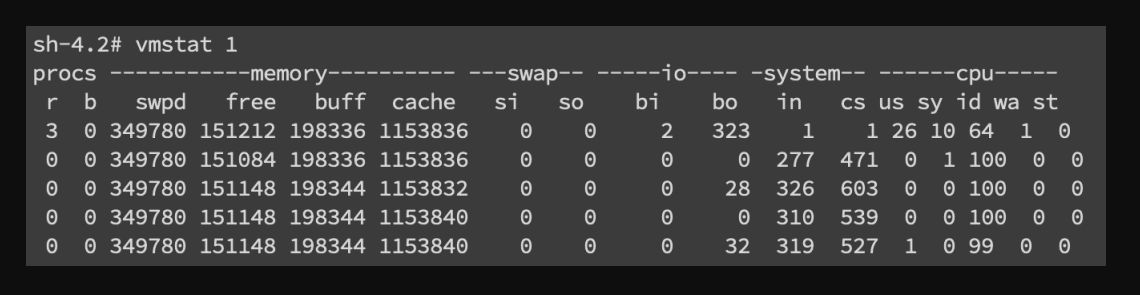 sh-4.2# vmstat 1
procs -----------memory---------- ---swap-- -----io---- -system-- ------cpu-----
 r  b   swpd   free   buff  cache   si   so    bi    bo   in   cs us sy id wa st
 3  0 349780 151212 198336 1153836    0    0     2   323    1    1 26 10 64  1  0
 0  0 349780 151084 198336 1153836    0    0     0     0  277  471  0  1 100  0  0
 0  0 349780 151148 198344 1153832    0    0     0    28  326  603  0  0 100  0  0
 0  0 349780 151148 198344 1153840    0    0     0     0  310  539  0  0 100  0  0
 0  0 349780 151148 198344 1153840    0    0     0    32  319  527  1  0 99  0  0